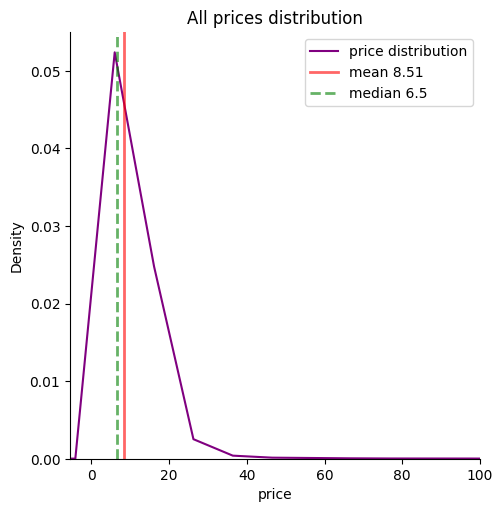 All prices distribution
price distribution
mean 8.51
median 6.5
Density
0.05
0.04
0.03
0.02
0.01
0.00
0 20 40 60 80 100
price